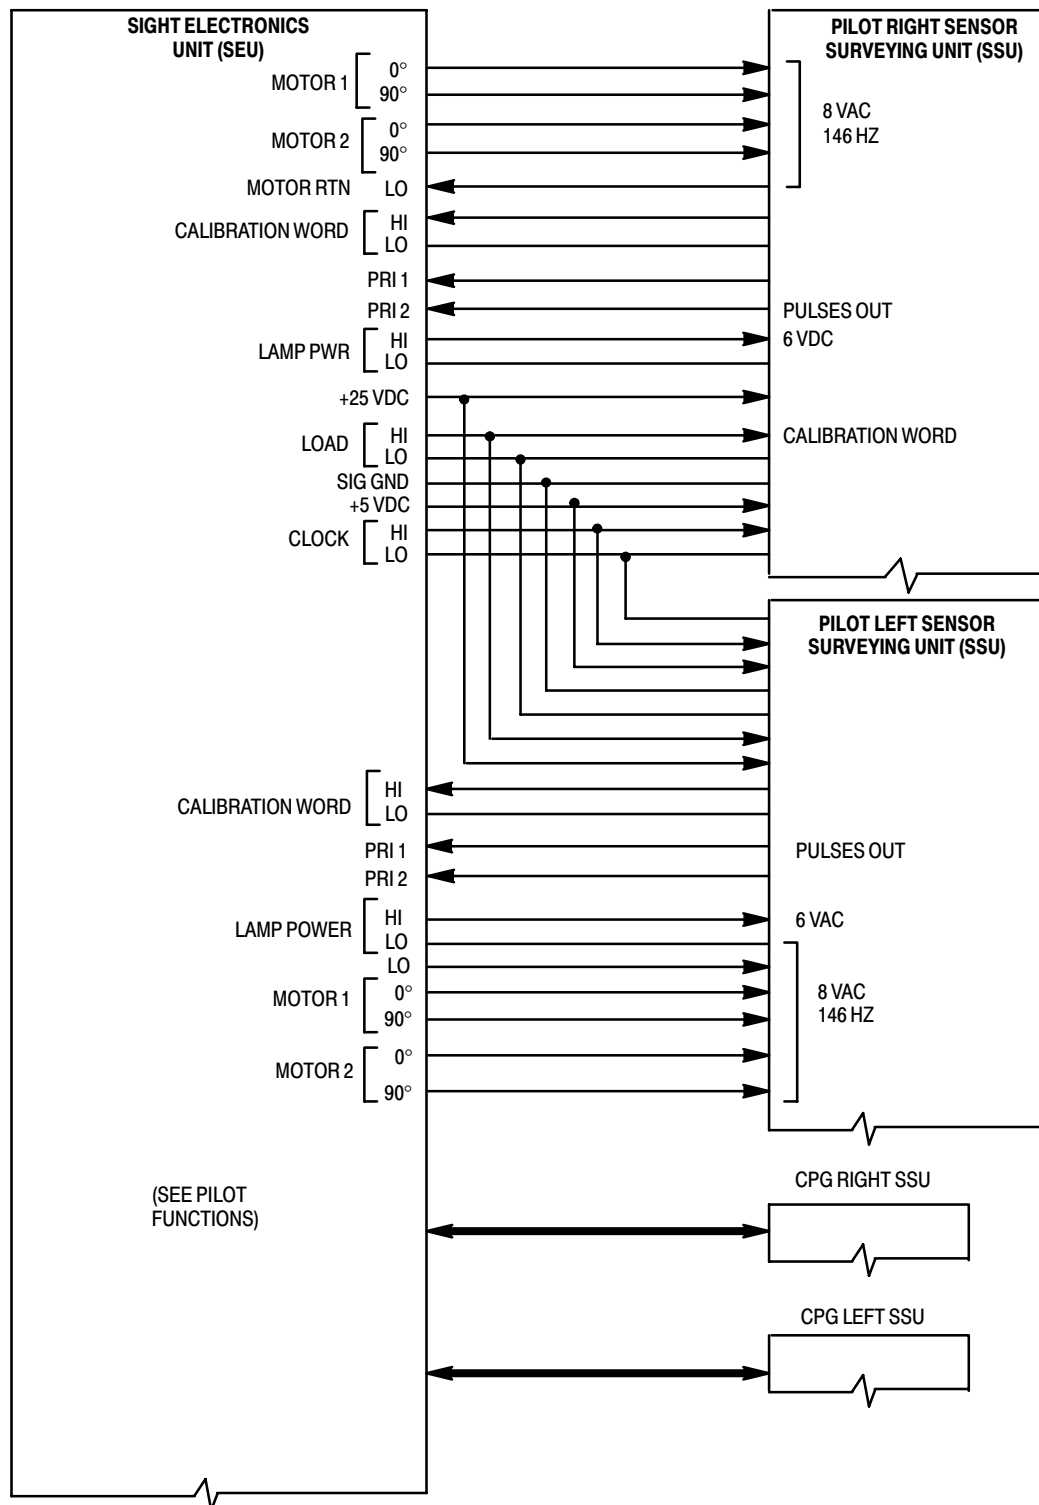 SIGHT ELECTRONICS
UNIT (SEU)
PILOT RIGHT SENSOR
SURVEYING UNIT (SSU)
MOTOR 1
0°
90°
MOTOR 2
0°
90°
8 VAC
146 HZ
MOTOR RTN LO
CALIBRATION WORD
HI
LO
PRI 1
PRI 2
PULSES OUT
LAMP PWR
HI
LO
6 VDC
+25 VDC
LOAD
HI
LO
CALIBRATION WORD
SIG GND
+5 VDC
CLOCK
HI
LO
PILOT LEFT SENSOR
SURVEYING UNIT (SSU)
CALIBRATION WORD
HI
LO
PRI 1
PULSES OUT
PRI 2
LAMP POWER
HI
LO
6 VAC
LO
MOTOR 1
0°
90°
8 VAC
146 HZ
MOTOR 2
0°
90°
(SEE PILOT
FUNCTIONS)
CPG RIGHT SSU
CPG LEFT SSU